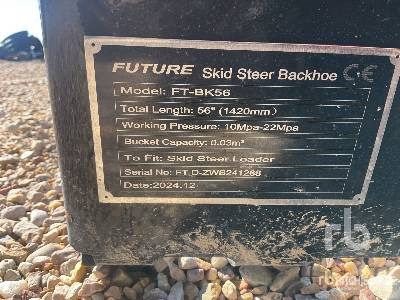 FUTURE Skid Steer Backhoe CE
Model: FT-BK56
Total Length: 56" (1420mm)
Working Pressure: 10Mpa-22Mpa
Bucket Capacity: 0.03m³
To Fit: Skid Steer Loader
Serial No: FT.D-ZWB241288
Date:2024.12
rb